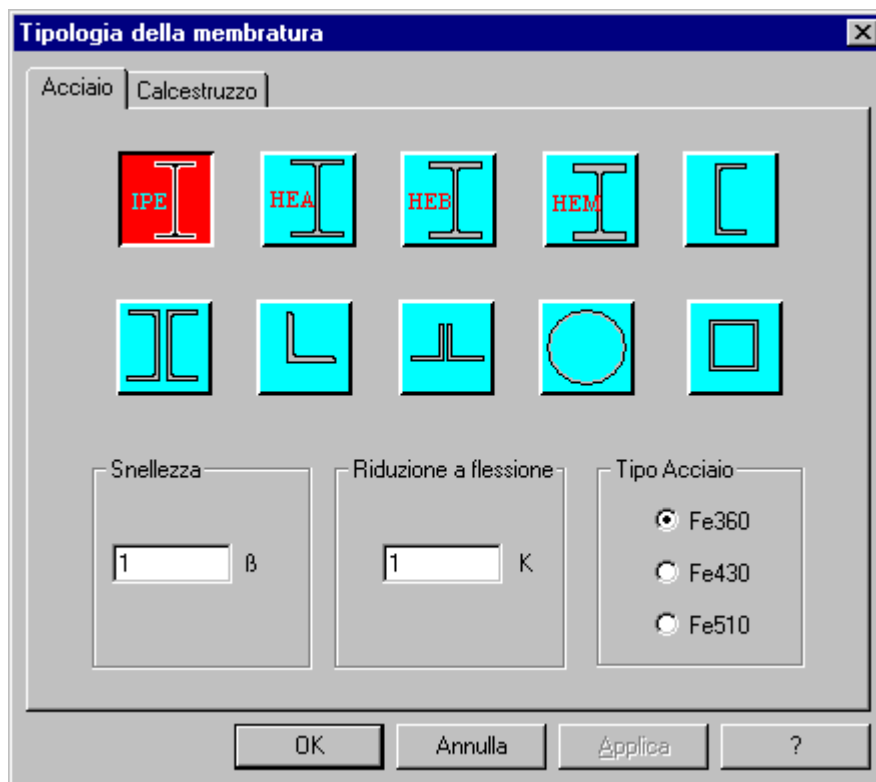 Tipologia della membratura
Acciaio Calcestruzzo
IPE HEA HEB HEM
Snellezza Riduzione a flessione Tipo Acciaio
Fe360
1 ß 1 K Fe430
Fe510
OK Annulla Applica ?